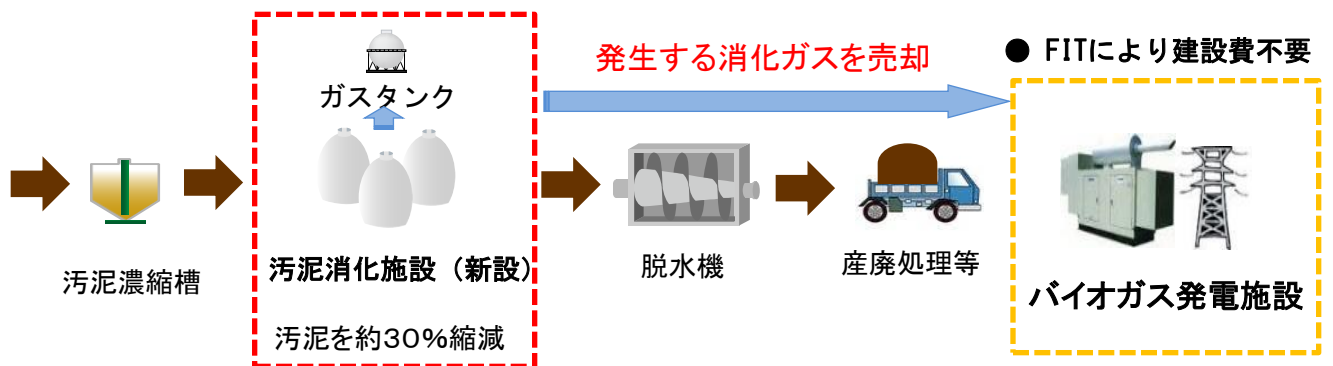 発生する消化ガスを売却
● FITにより建設費不要
ガスタンク
汚泥濃縮槽
汚泥消化施設（新設）
脱水機
産廃処理等
バイオガス発電施設
汚泥を約30%縮減